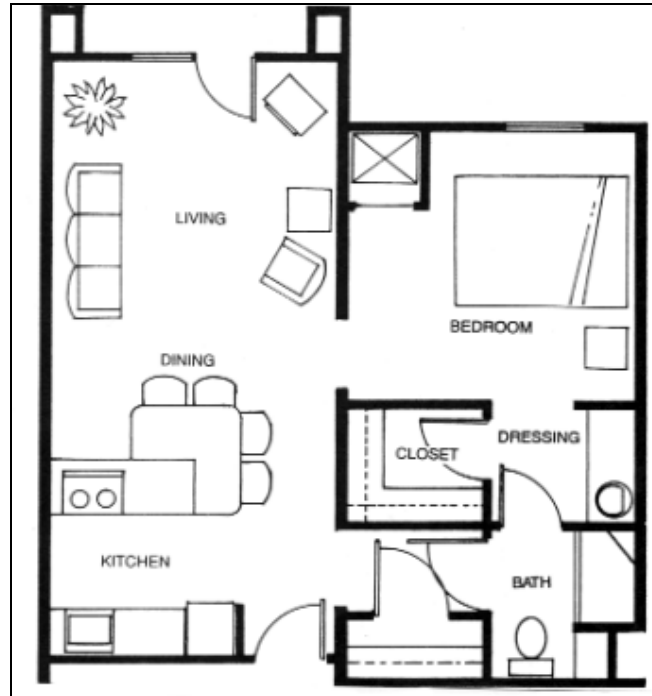 LIVING
BEDROOM
DINING
DRESSING
CLOSET
KITCHEN
BATH